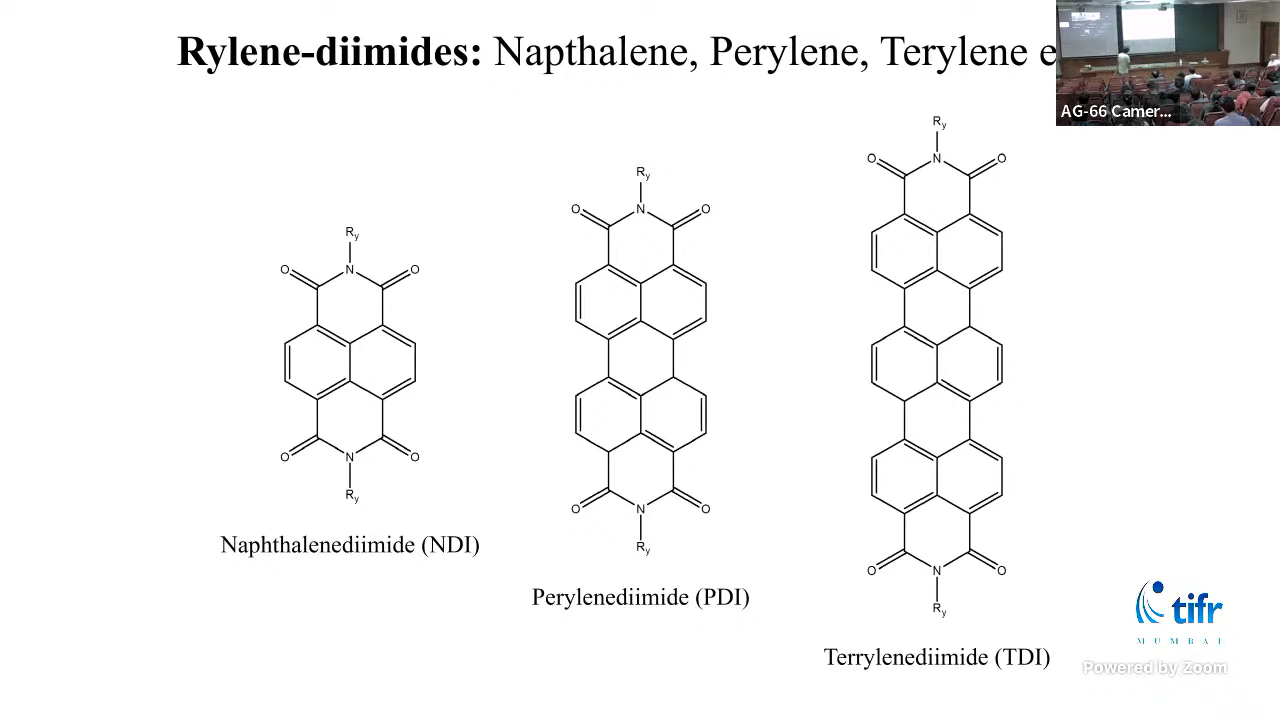 Rylene-diimides: Napthalene, Perylene, Terylene e
AG-66 Camer...
Ry
O N O
O N O
Ry
Naphthalenediimide (NDI)
Ry
O N O
O N O
Ry
Perylenediimide (PDI)
Ry
O N O
O N O
Ry
Terrylenediimide (TDI)
tifr
MUMBAI
Powered by Zoom